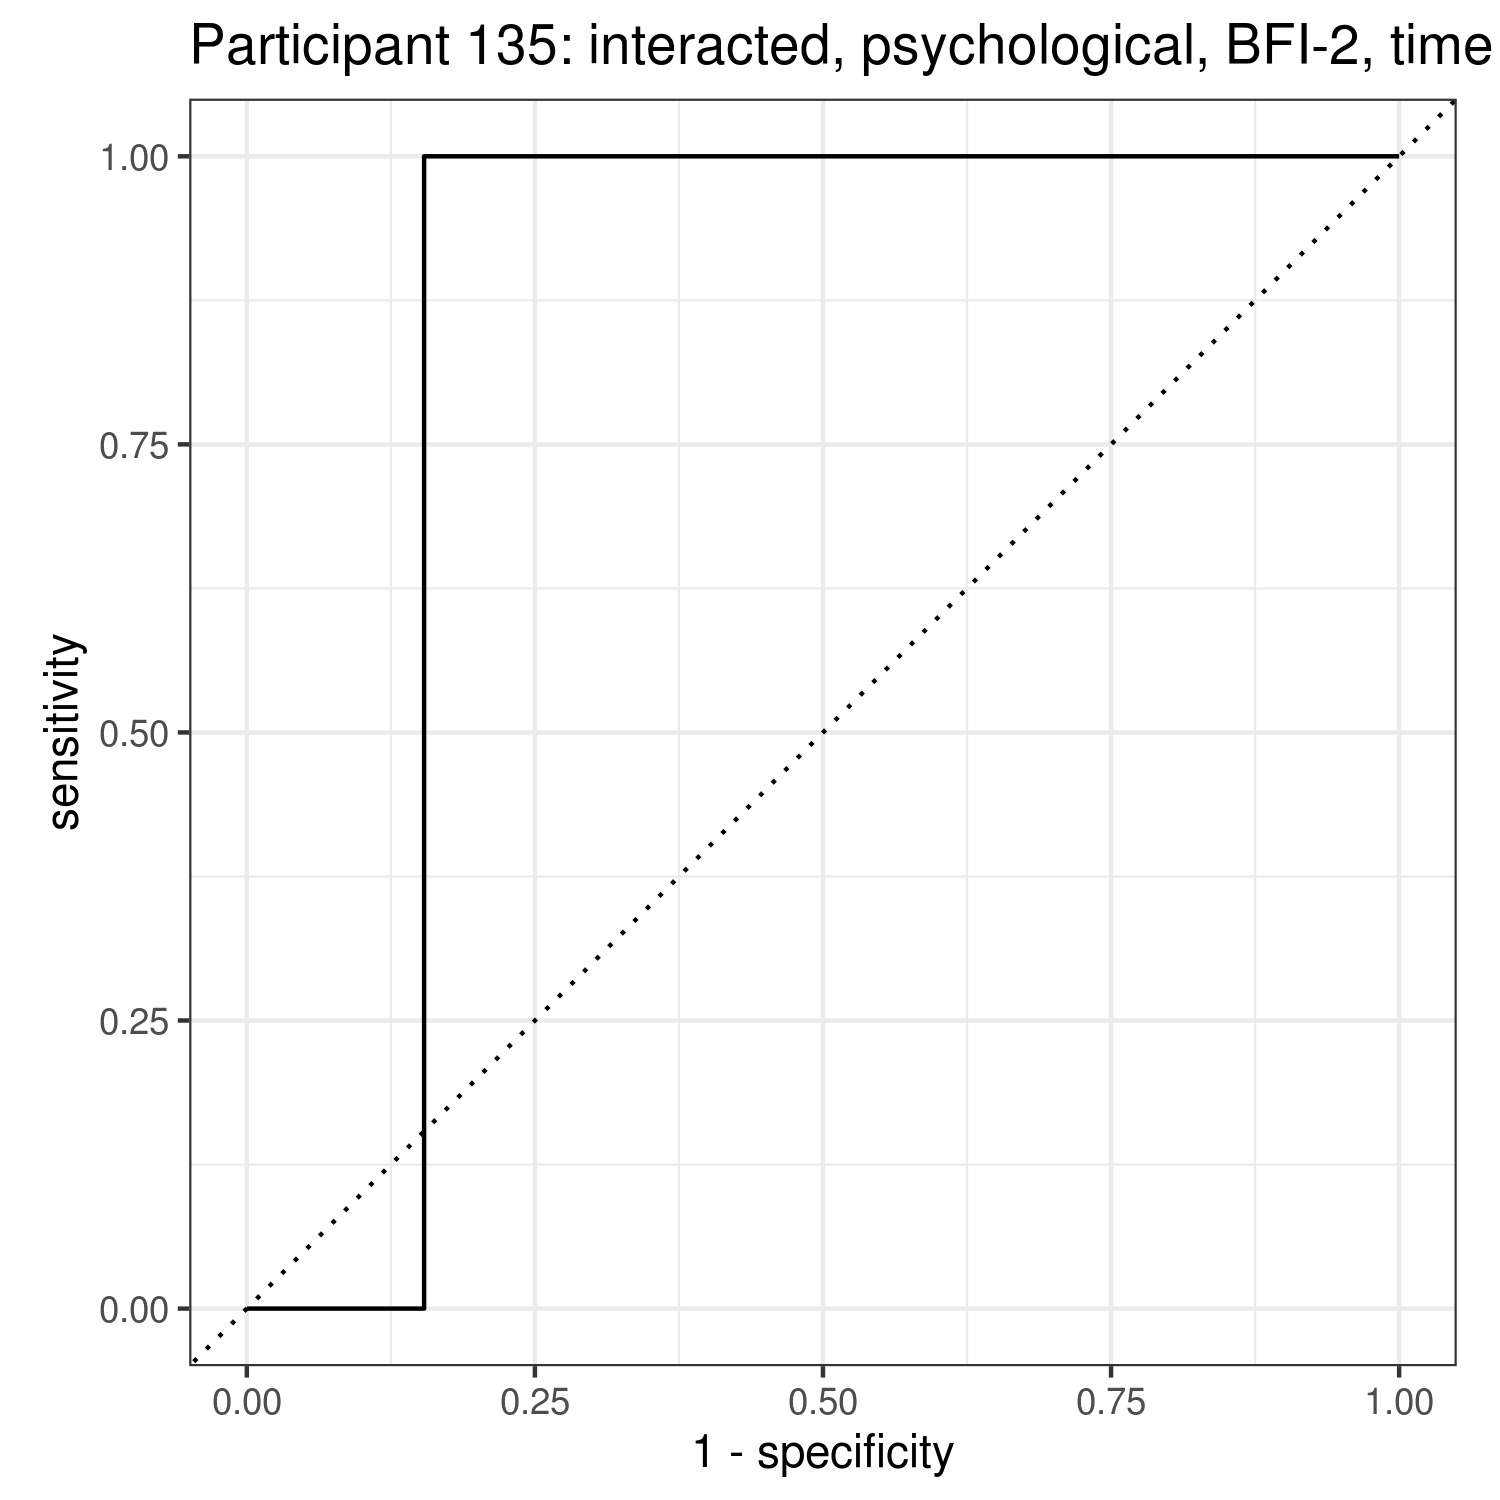 Participant 135: interacted, psychological, BFI-2, time
1.00
0.75
0.50
0.25
0.00
sensitivity
0.00 0.25 0.50 0.75 1.00
1 - specificity